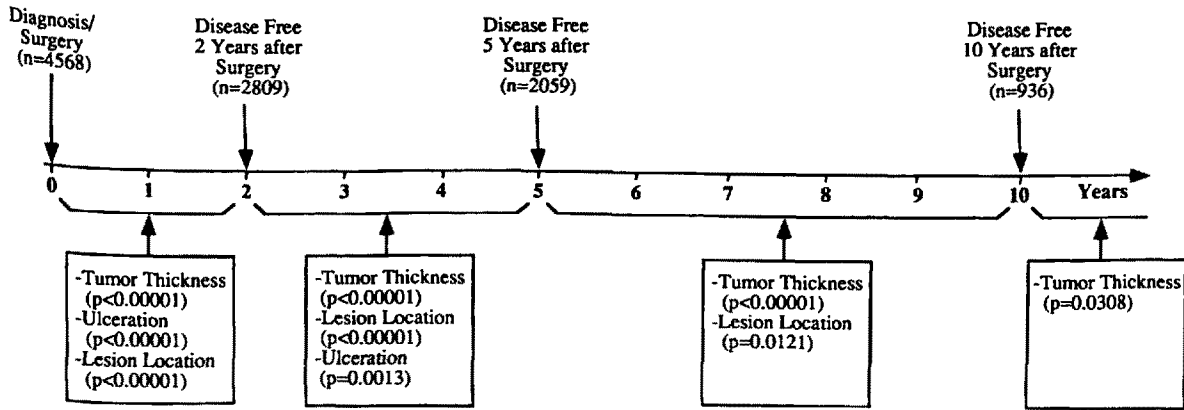 Diagnosis/
Surgery
(n=4568)
Disease Free
2 Years after
Surgery
(n=2809)
Disease Free
5 Years after
Surgery
(n=2059)
Disease Free
10 Years after
Surgery
(n=936)
0 1 2 3 4 5 6 7 8 9 10 Years
-Tumor Thickness
(p<0.00001)
-Ulceration
(p<0.00001)
-Lesion Location
(p<0.00001)
-Tumor Thickness
(p<0.00001)
-Lesion Location
(p<0.00001)
-Ulceration
(p=0.0013)
-Tumor Thickness
(p<0.00001)
-Lesion Location
(p=0.0121)
-Tumor Thickness
(p=0.0308)